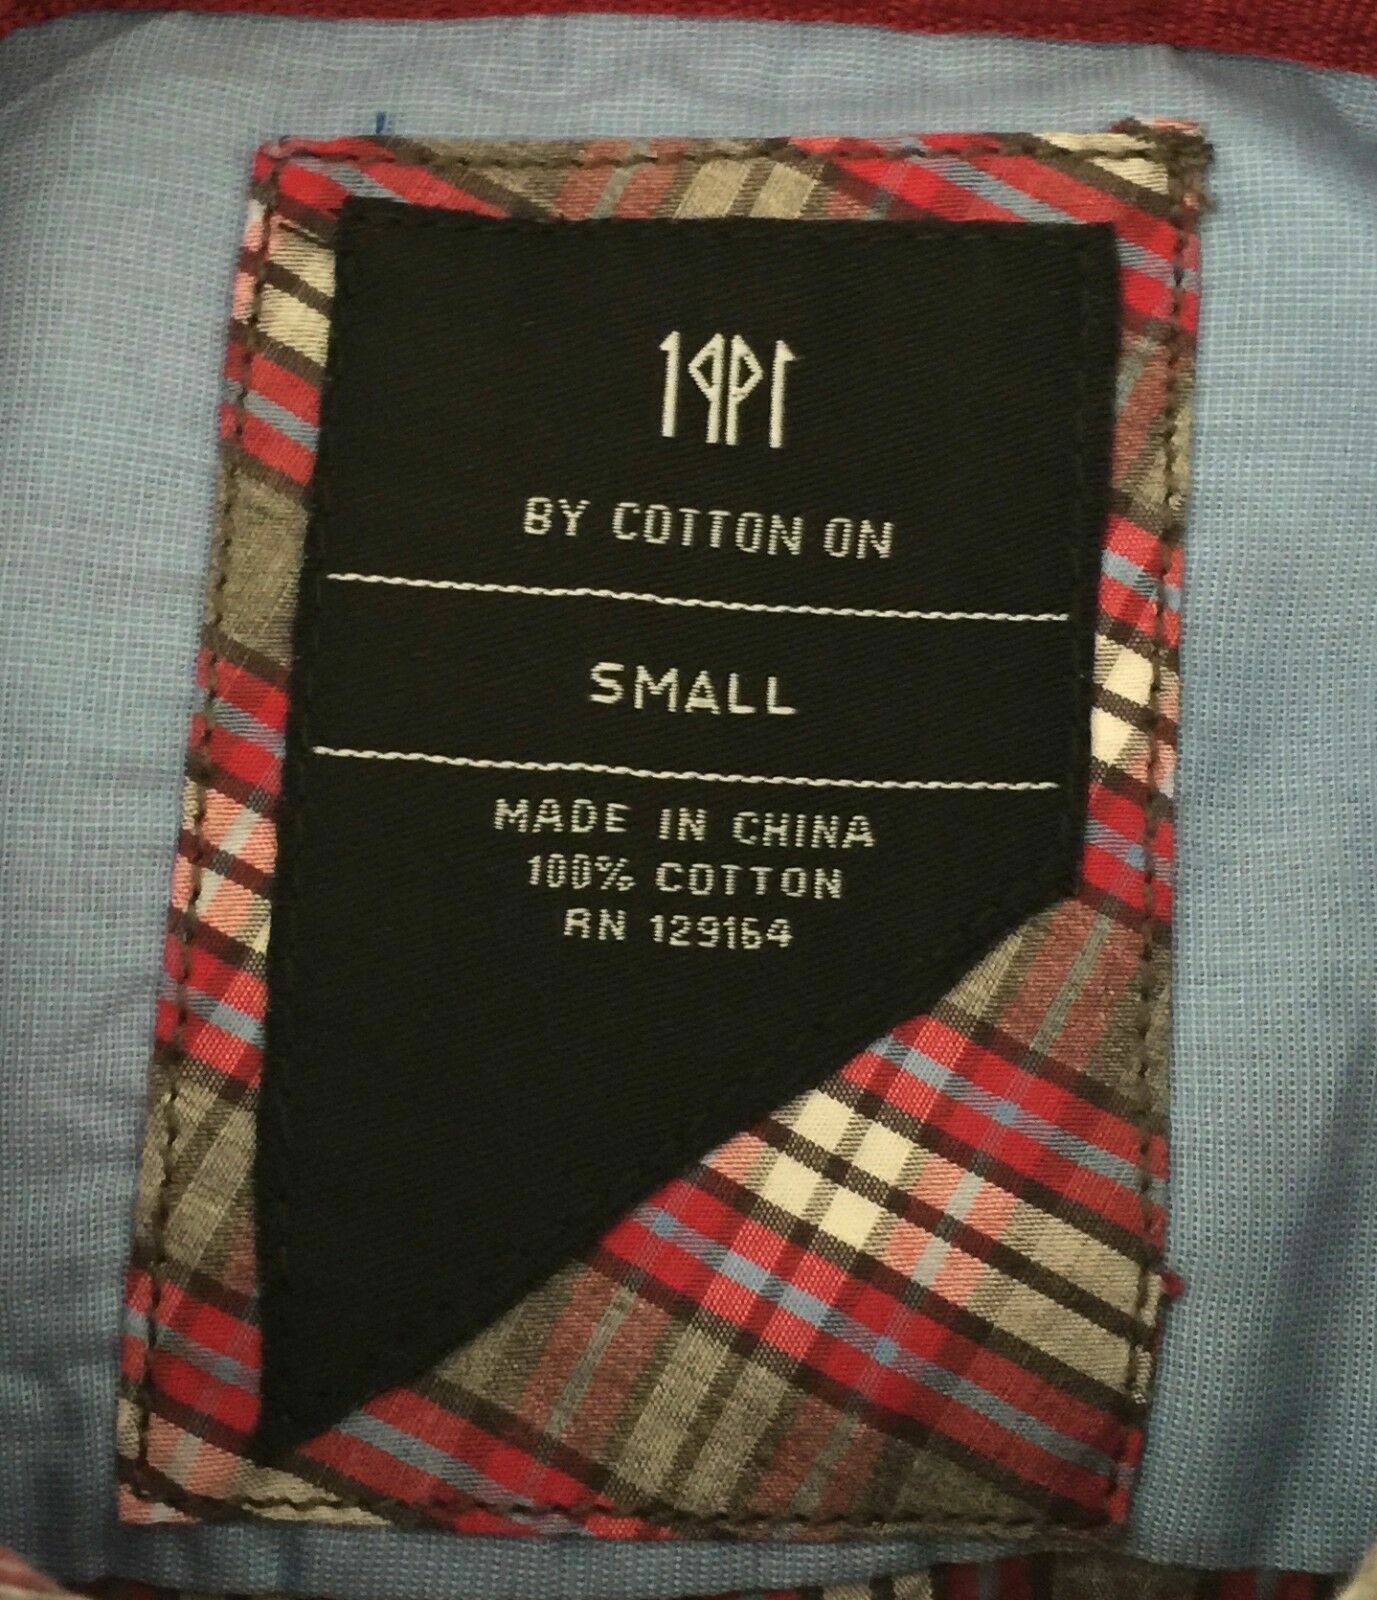 1991
BY COTTON ON
SMALL
MADE IN CHINA
100% COTTON
RN 129164